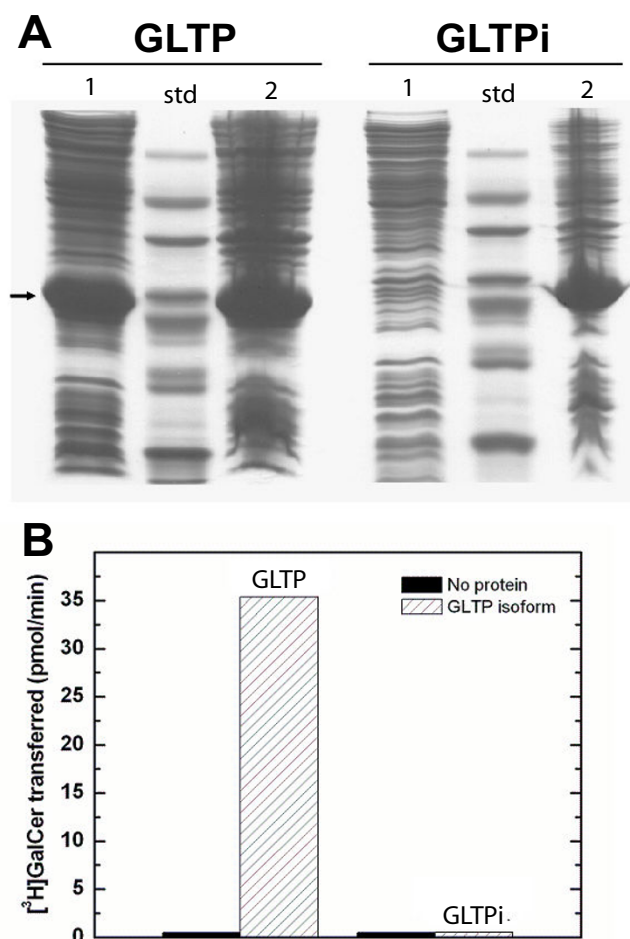 A
GLTP GLTPi
1 std 2 1 std 2
B
[³H]GalCer transferred (pmol/min)
35
30
25
20
15
10
5
0
GLTP
No protein
GLTP isoform
GLTPi